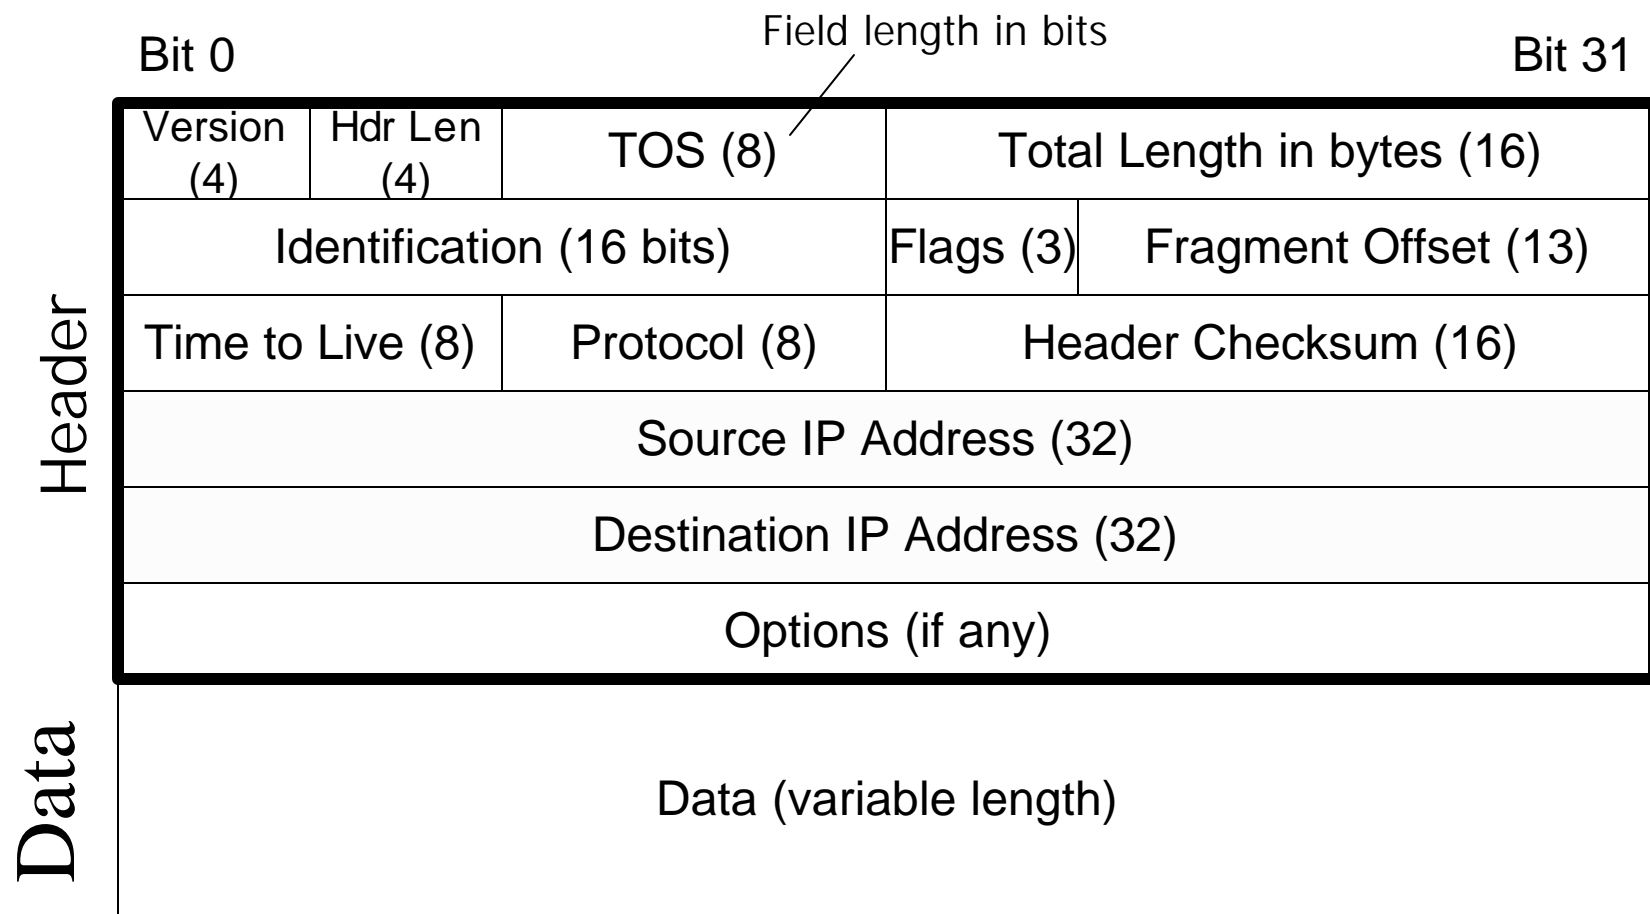 Field length in bits
Bit 0
Bit 31
Version
(4)
Hdr Len
(4)
TOS (8)
Total Length in bytes (16)
Identification (16 bits)
Flags (3)
Fragment Offset (13)
Time to Live (8)
Protocol (8)
Header Checksum (16)
Source IP Address (32)
Destination IP Address (32)
Options (if any)
Header
Data
Data (variable length)